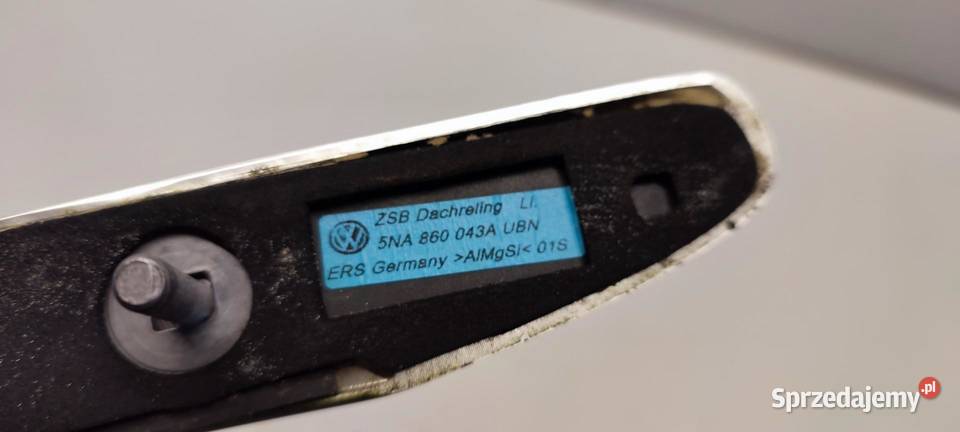 ZSB Dachreling Li.
5NA 860 043A UBN
ERS Germany >AlMgSi< 01S
Sprzedajemy.pl